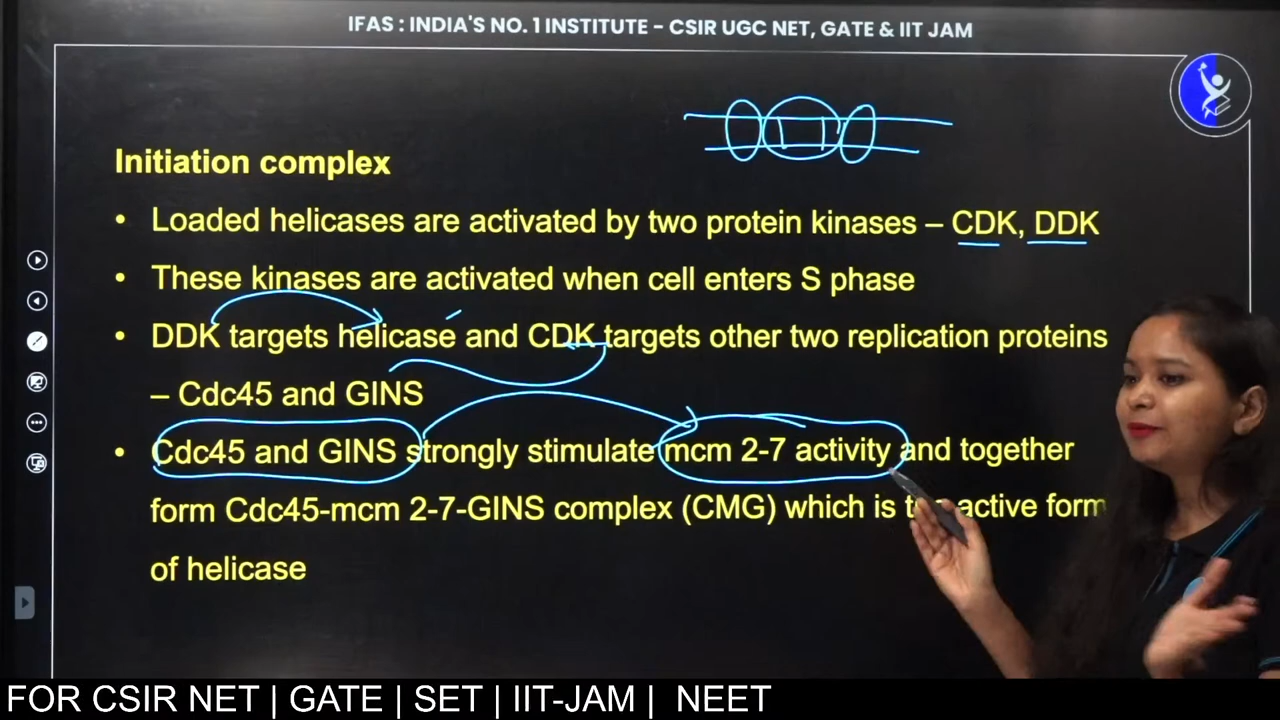 IFAS : INDIA'S NO. 1 INSTITUTE – CSIR UGC NET, GATE & IIT JAM
Initiation complex
• Loaded helicases are activated by two protein kinases – CDK, DDK
• These kinases are activated when cell enters S phase
• DDK targets helicase and CDK targets other two replication proteins
– Cdc45 and GINS
• Cdc45 and GINS strongly stimulate mcm 2-7 activity and together
form Cdc45-mcm 2-7-GINS complex (CMG) which is active form
of helicase
FOR CSIR NET | GATE | SET | IIT-JAM | NEET